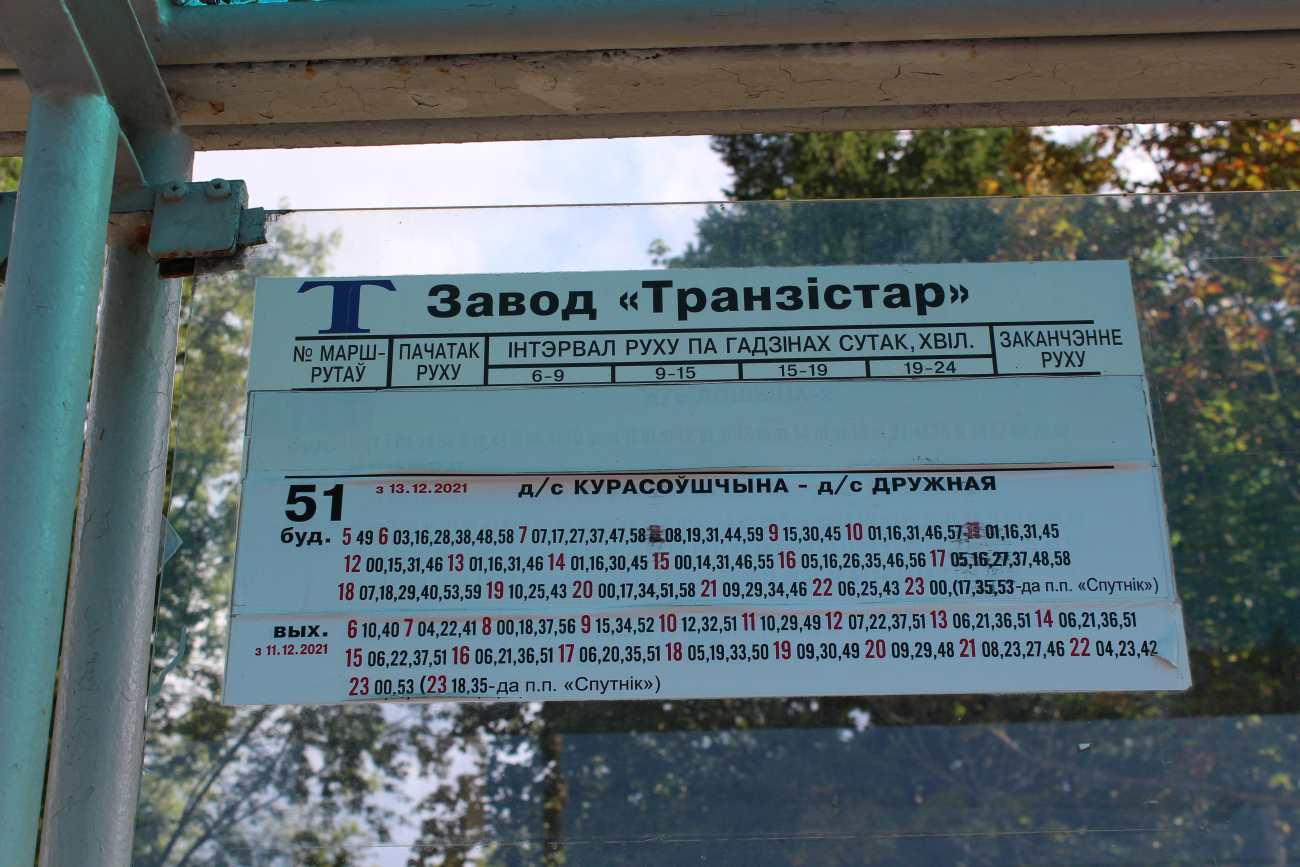 Т Завод «Транзістар»
№ МАРШ-РУТАЎ ПАЧАТАК РУХУ ІНТЭРВАЛ РУХУ ПА ГАДЗІНАХ СУТАК, ХВІЛ. ЗАКАНЧЭННЕ РУХУ
6-9 9-15 15-19 19-24
д/с ЛОШЫЦА-2
51 з 13.12.2021 д/с КУРАСОЎШЧЫНА - д/с ДРУЖНАЯ
буд. 5 49 6 03,16,28,38,48,58 7 07,17,27,37,47,58 08,19,31,44,59 9 15,30,45 10 01,16,31,46,57 01,16,31,45
12 00,15,31,46 13 01,16,31,46 14 01,16,30,45 15 00,14,31,46,55 16 05,16,26,35,46,56 17 05,16,27,37,48,58
18 07,18,29,40,53,59 19 10,25,43 20 00,17,34,51,58 21 09,29,34,46 22 06,25,43 23 00,(17,35,53-да п.п. «Спутнік»)
вых. 6 10,40 7 04,22,41 8 00,18,37,56 9 15,34,52 10 12,32,51 11 10,29,49 12 07,22,37,51 13 06,21,36,51 14 06,21,36,51
з 11.12.2021 15 06,22,37,51 16 06,21,36,51 17 06,20,35,51 18 05,19,33,50 19 09,30,49 20 09,29,48 21 08,23,27,46 22 04,23,42
23 00,53 (23 18,35-да п.п. «Спутнік»)